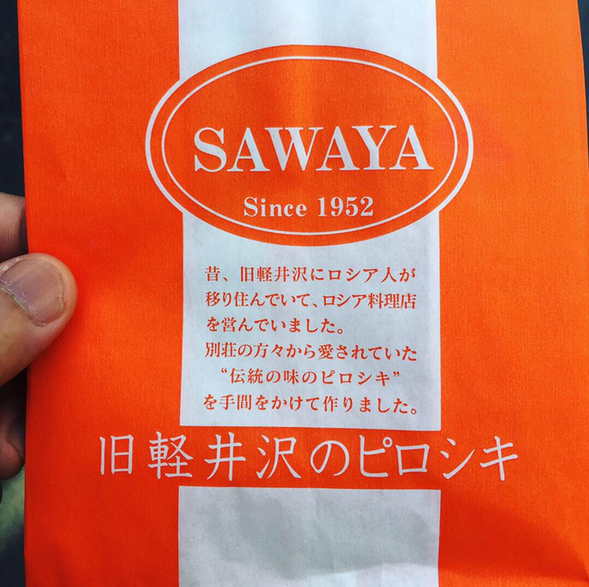 SAWAYA
Since 1952
昔、旧軽井沢にロシア人が
移り住んでいて、ロシア料理店
を営んでいました。
別荘の方々から愛されていた
“伝統の味のピロシキ”
を手間をかけて作りました。
旧軽井沢のピロシキ